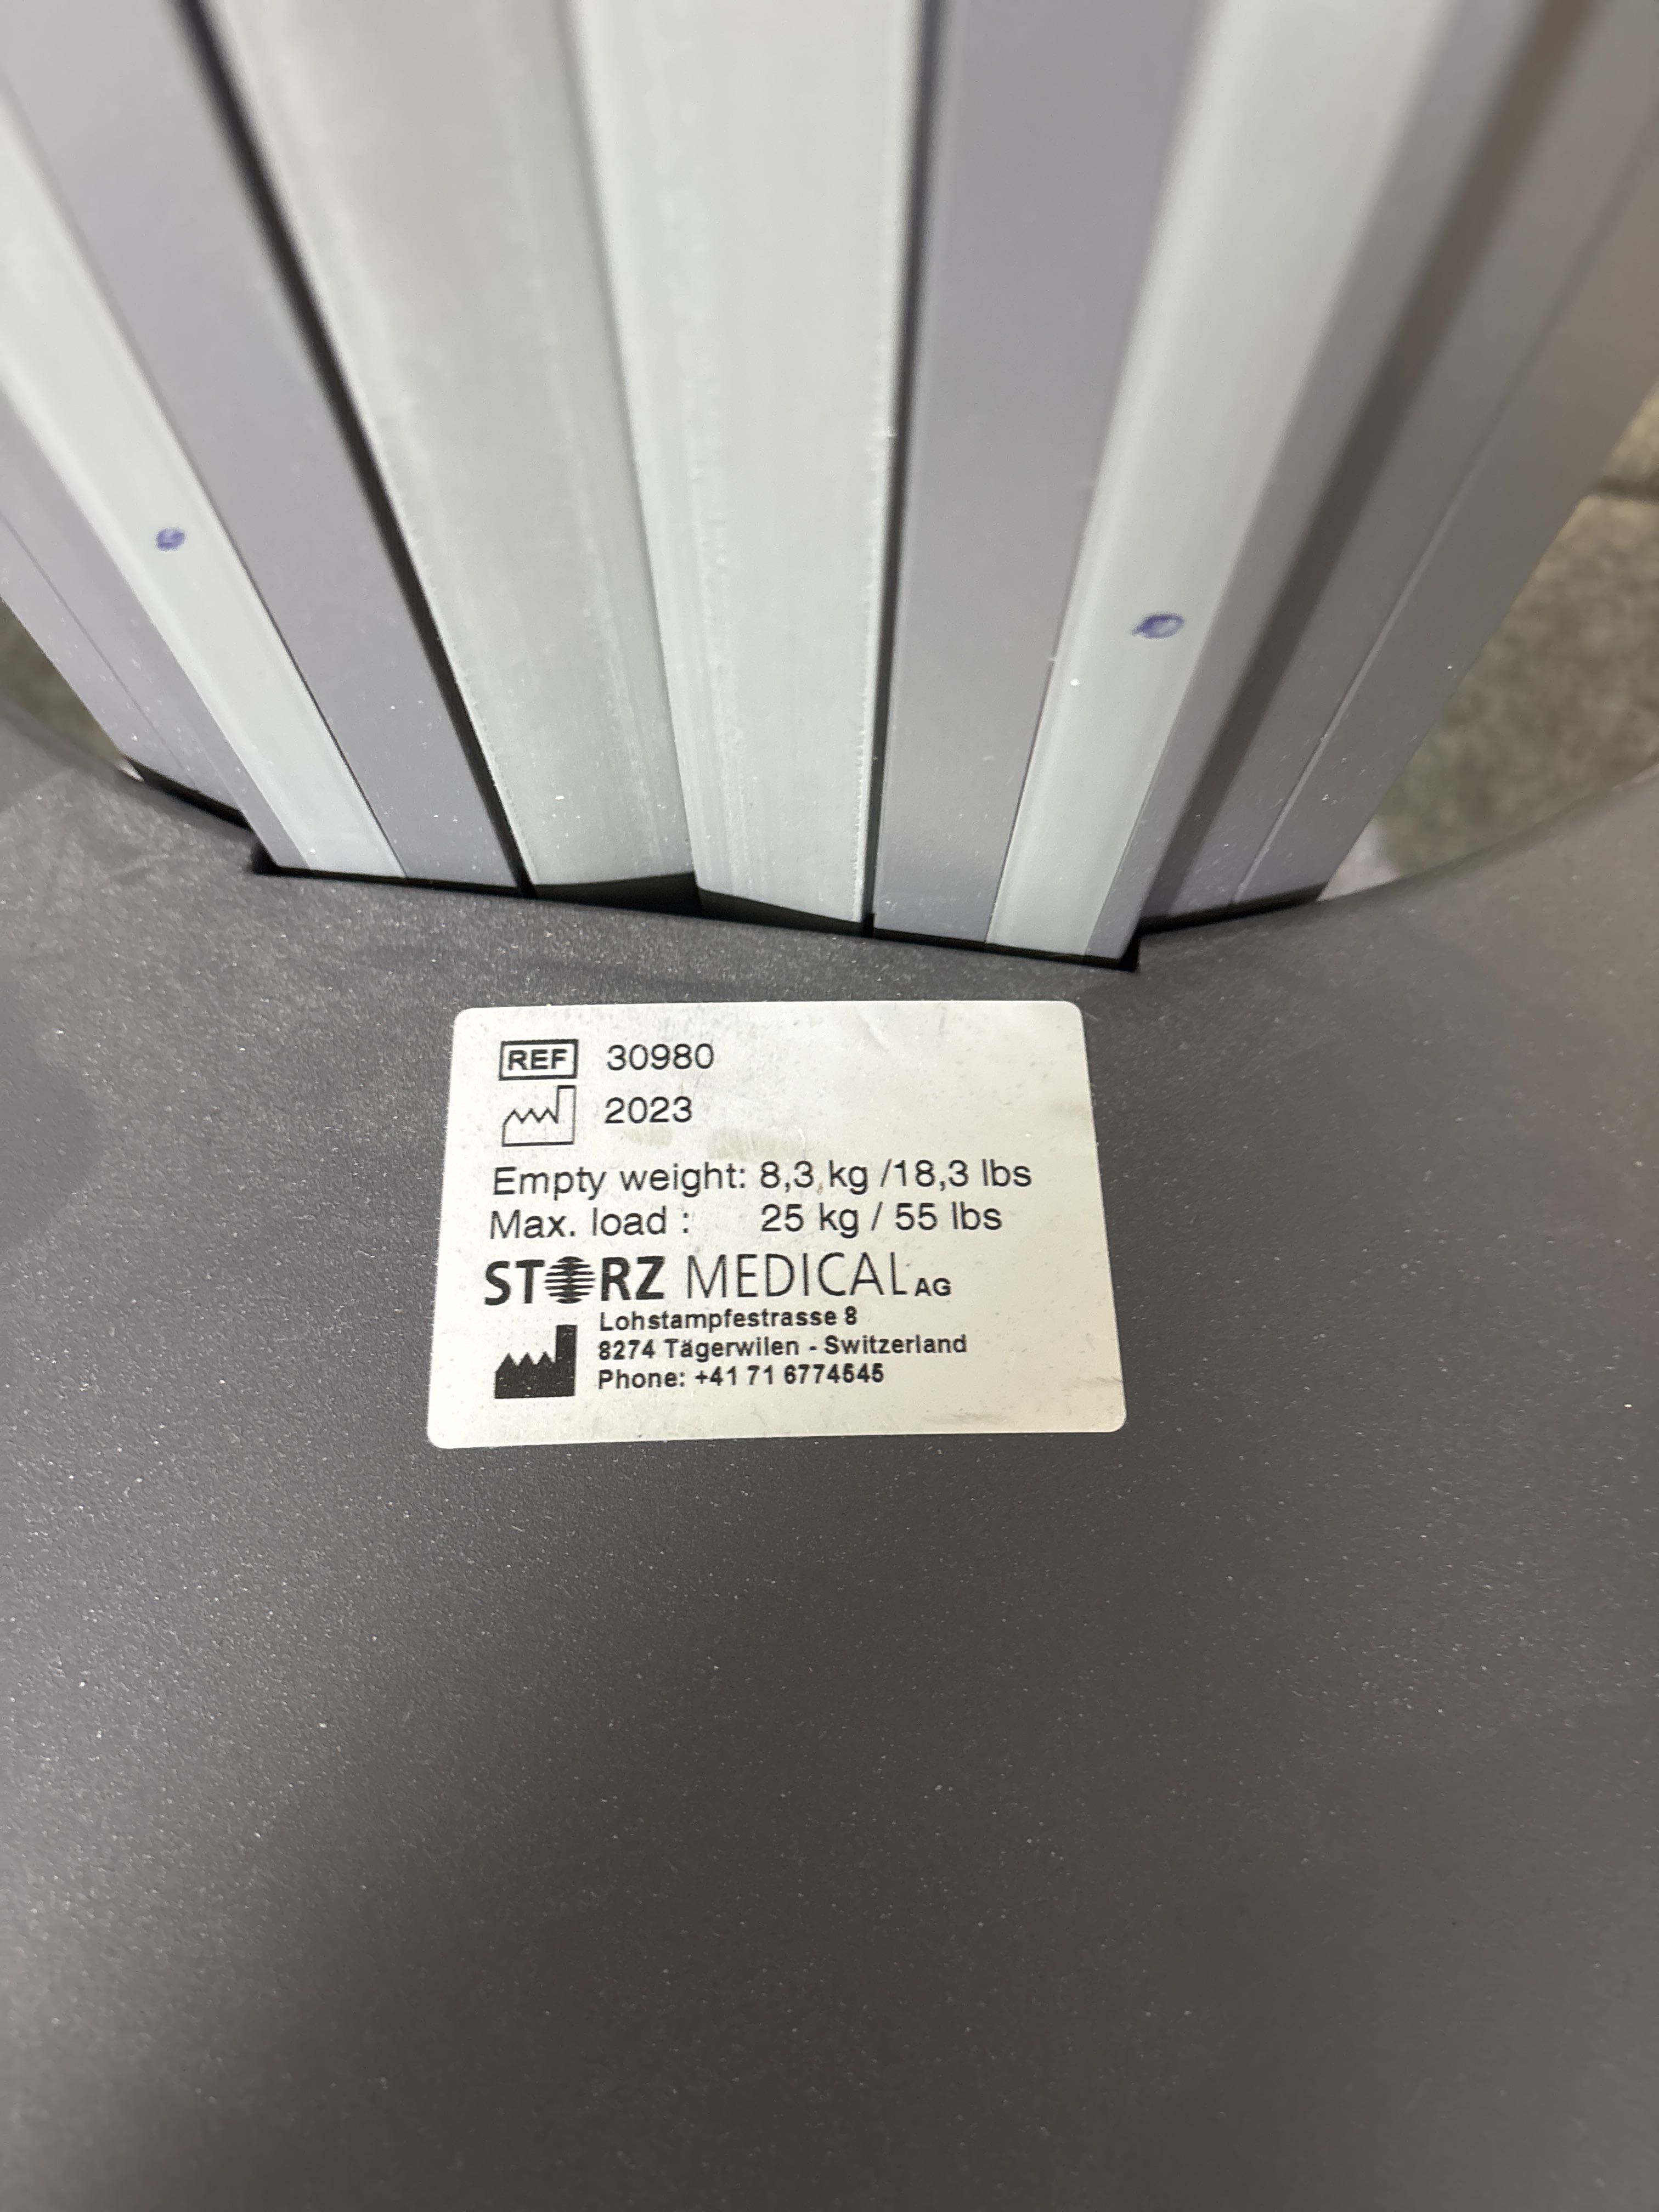 REF 30980
2023
Empty weight: 8,3 kg /18,3 lbs
Max. load : 25 kg / 55 lbs
STORZ MEDICAL AG
Lohstampfestrasse 8
8274 Tägerwilen - Switzerland
Phone: +41 71 6774545